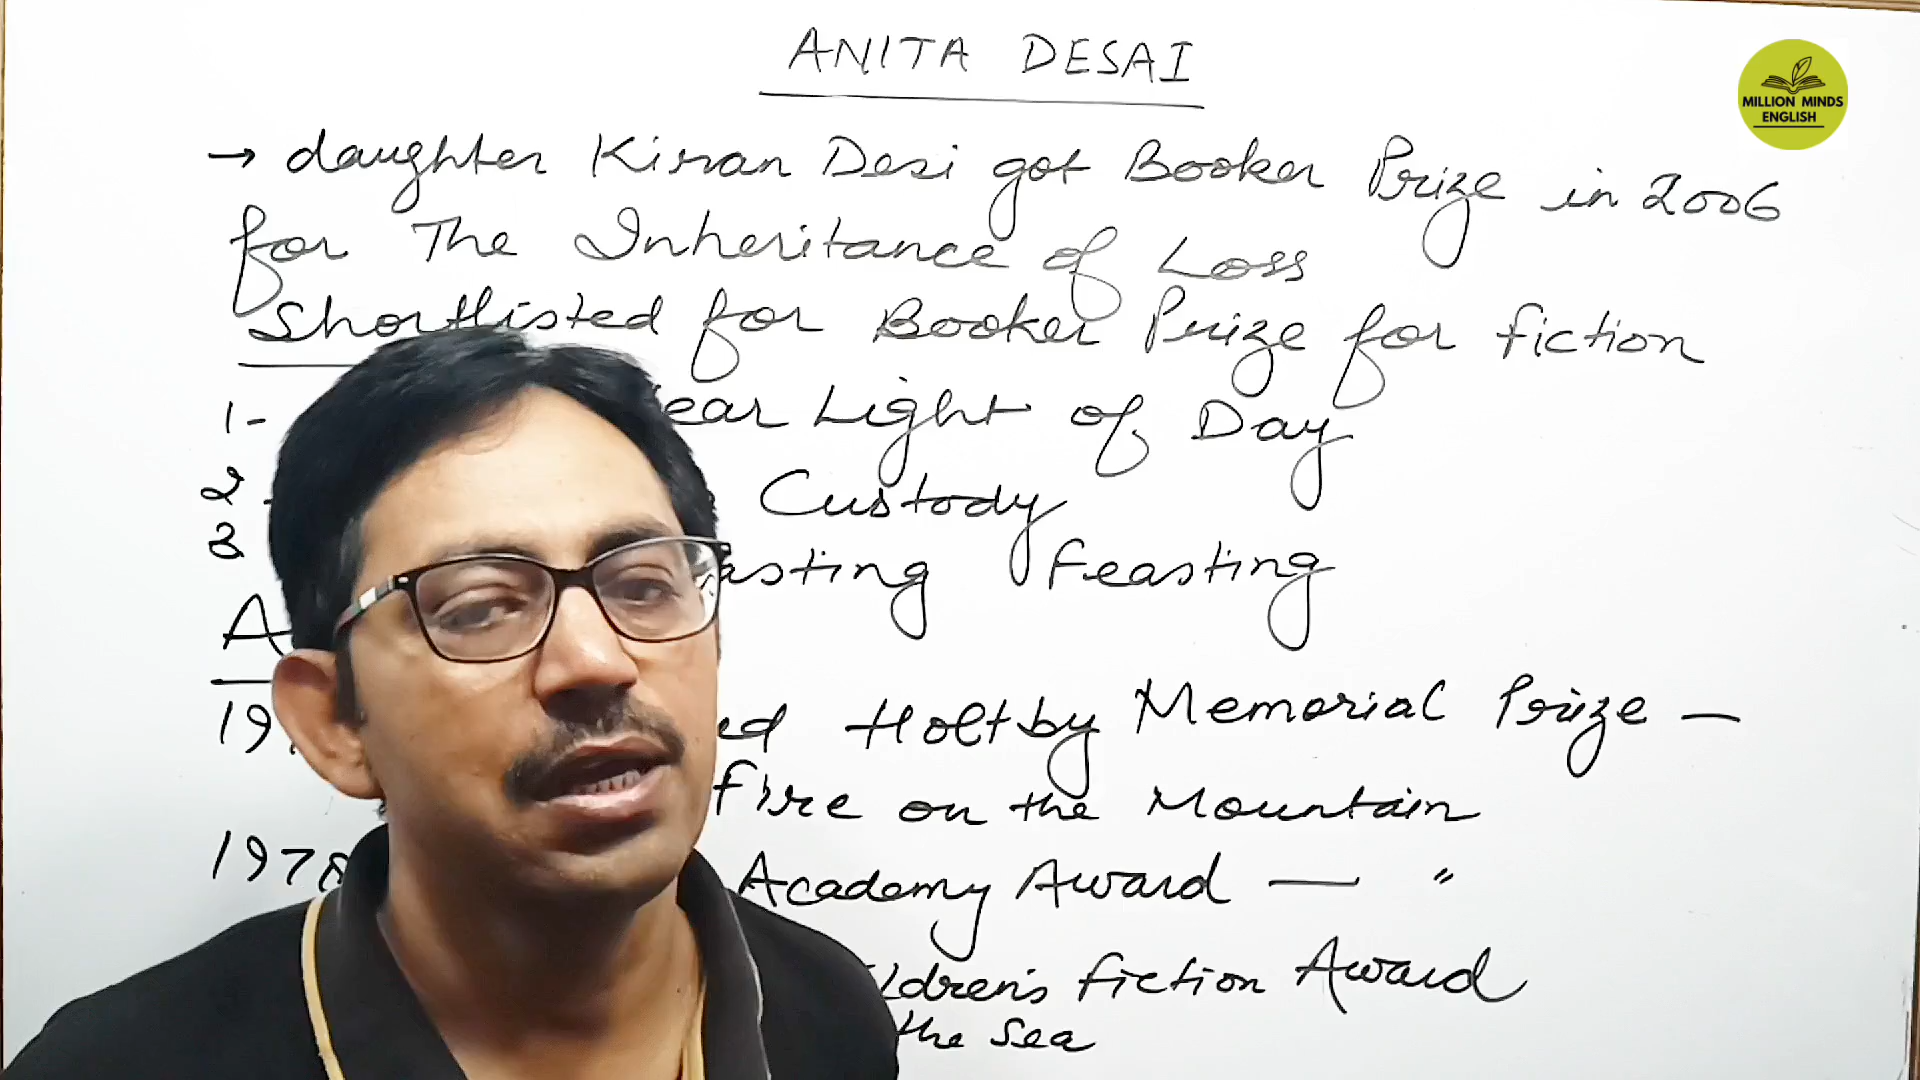 ANITA DESAI
MILLION MINDS
ENGLISH
→ daughter Kiran Desi got Booker Prize in 2006
for The Inheritance of Loss
Shortlisted for Booker Prize for fiction
1- ear Light of Day
2- Custody
3 asting Feasting
A
19 ed Holtby Memorial Prize —
Fire on the Mountain
1978 Academy Award — "
ildren's fiction Award
the Sea